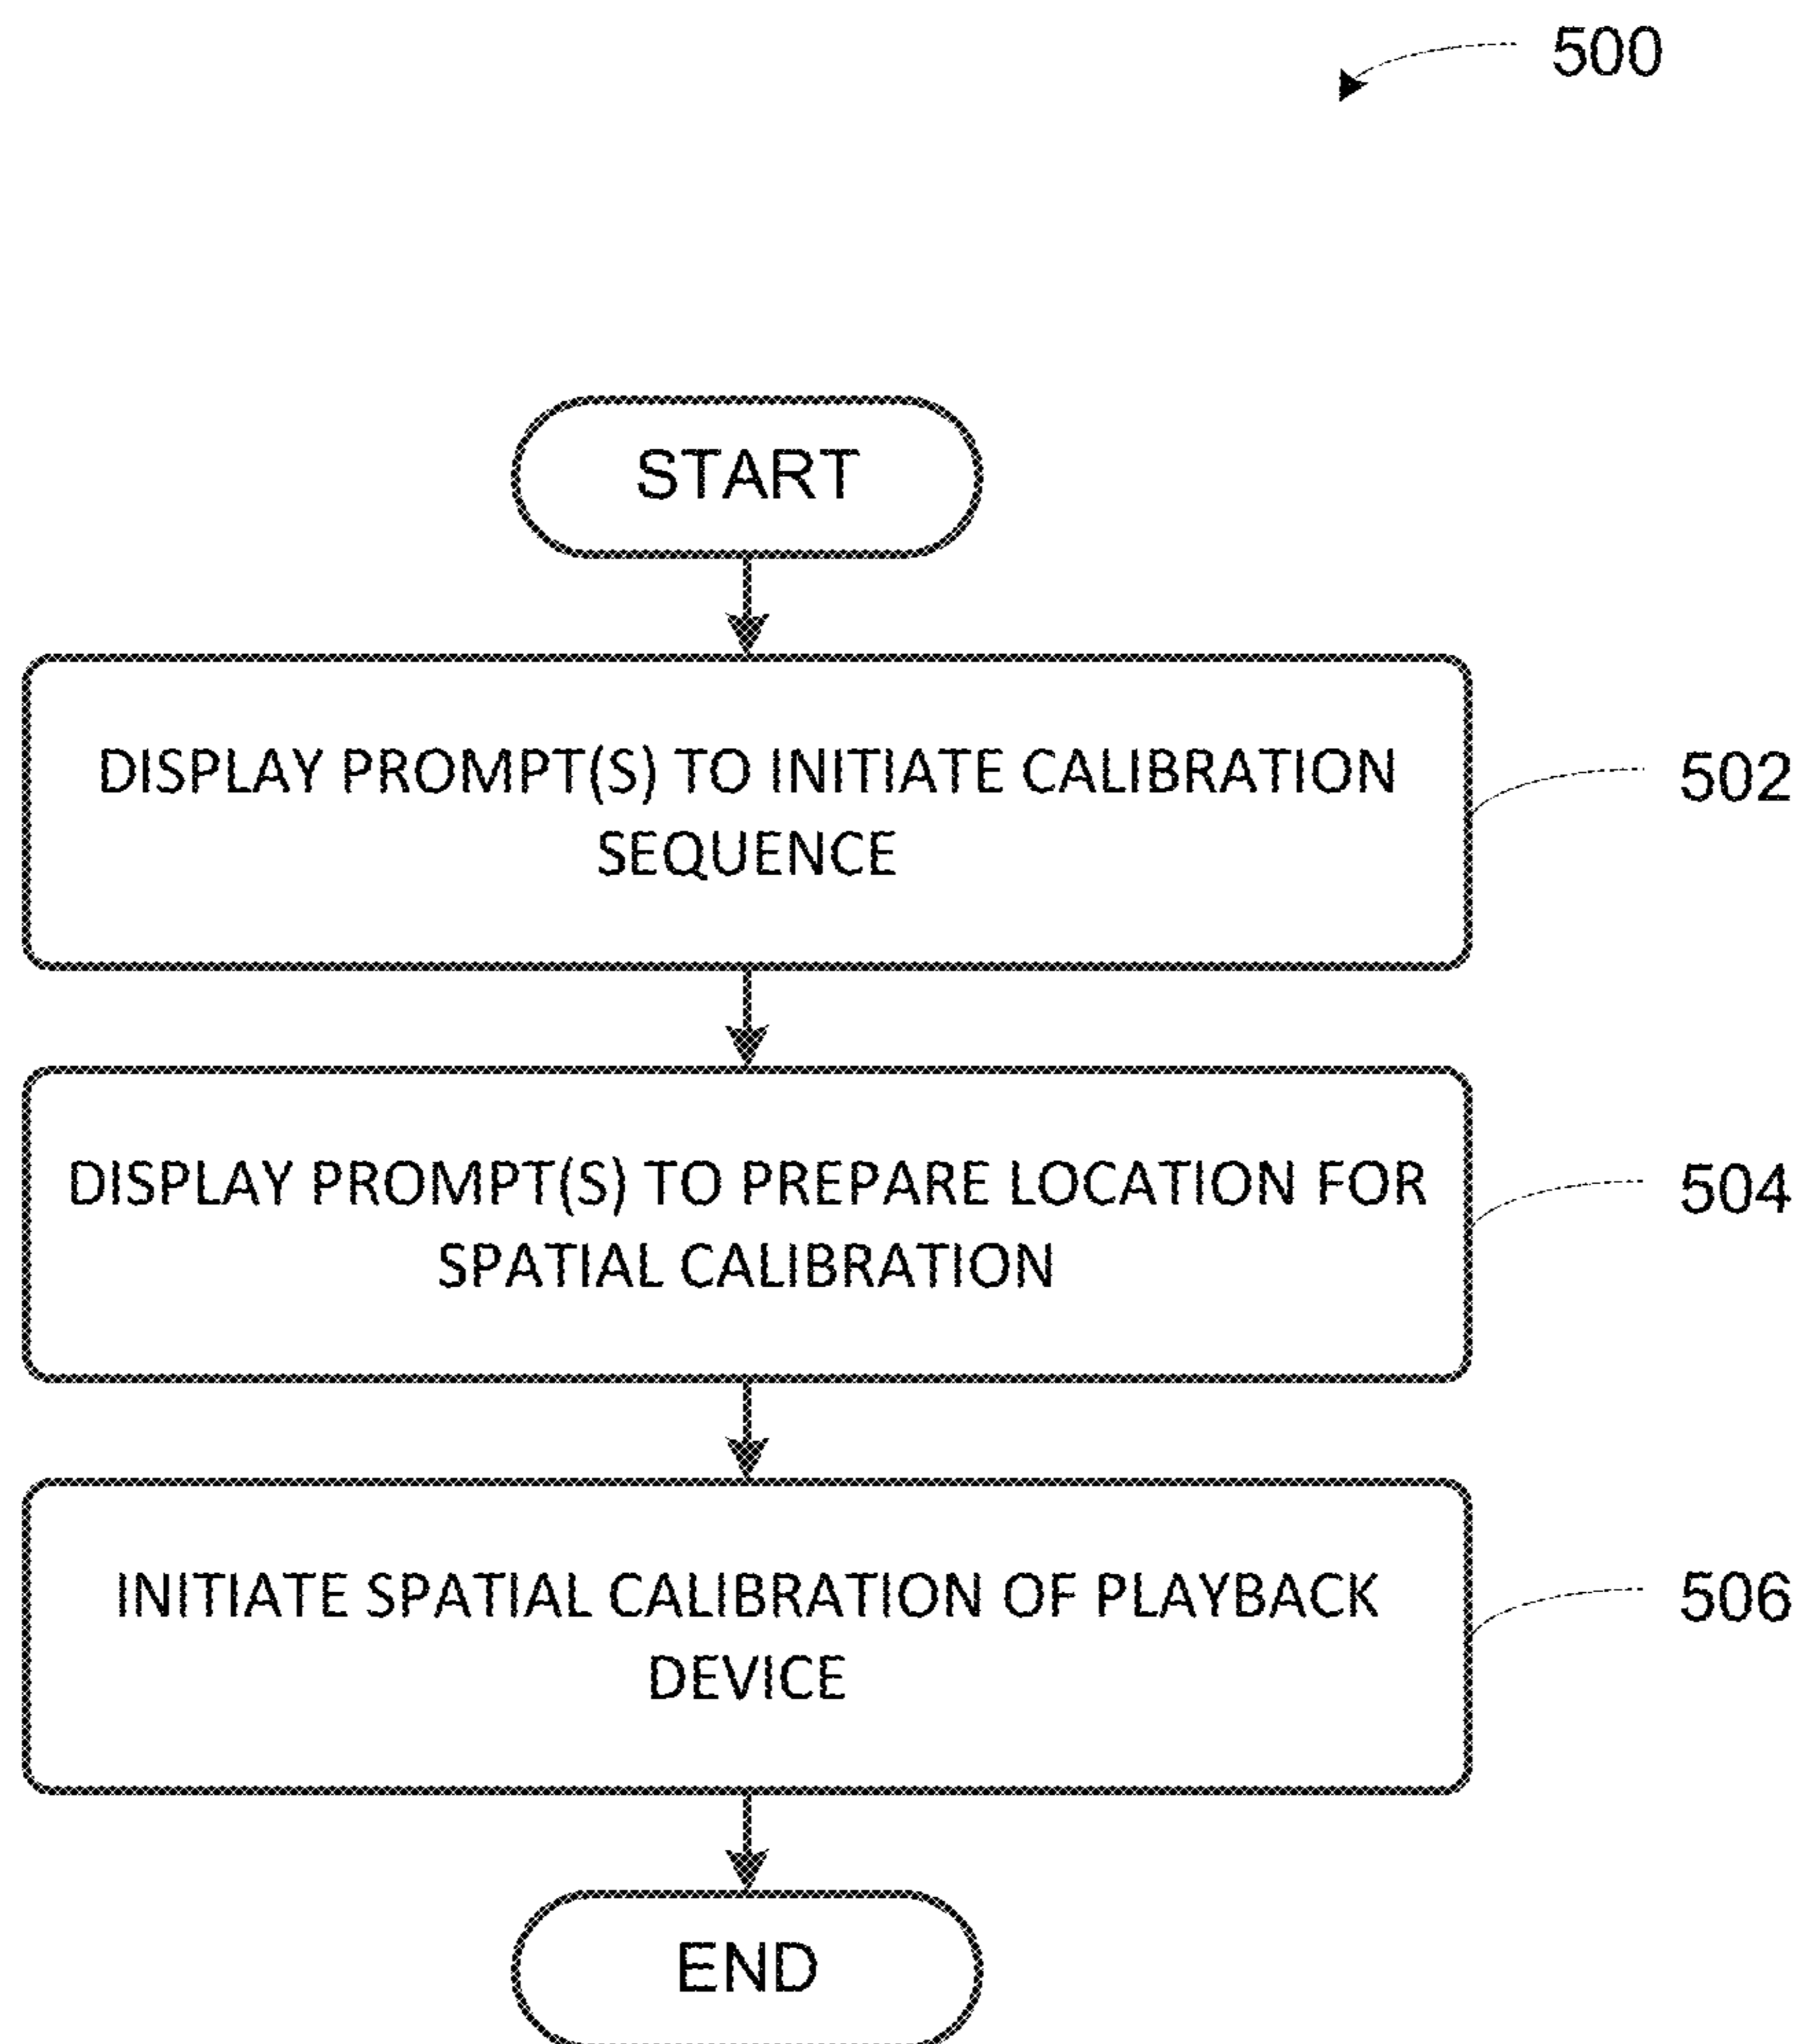 500
START
DISPLAY PROMPT(S) TO INITIATE CALIBRATION
SEQUENCE
502
DISPLAY PROMPT(S) TO PREPARE LOCATION FOR
SPATIAL CALIBRATION
504
INITIATE SPATIAL CALIBRATION OF PLAYBACK
DEVICE
506
END